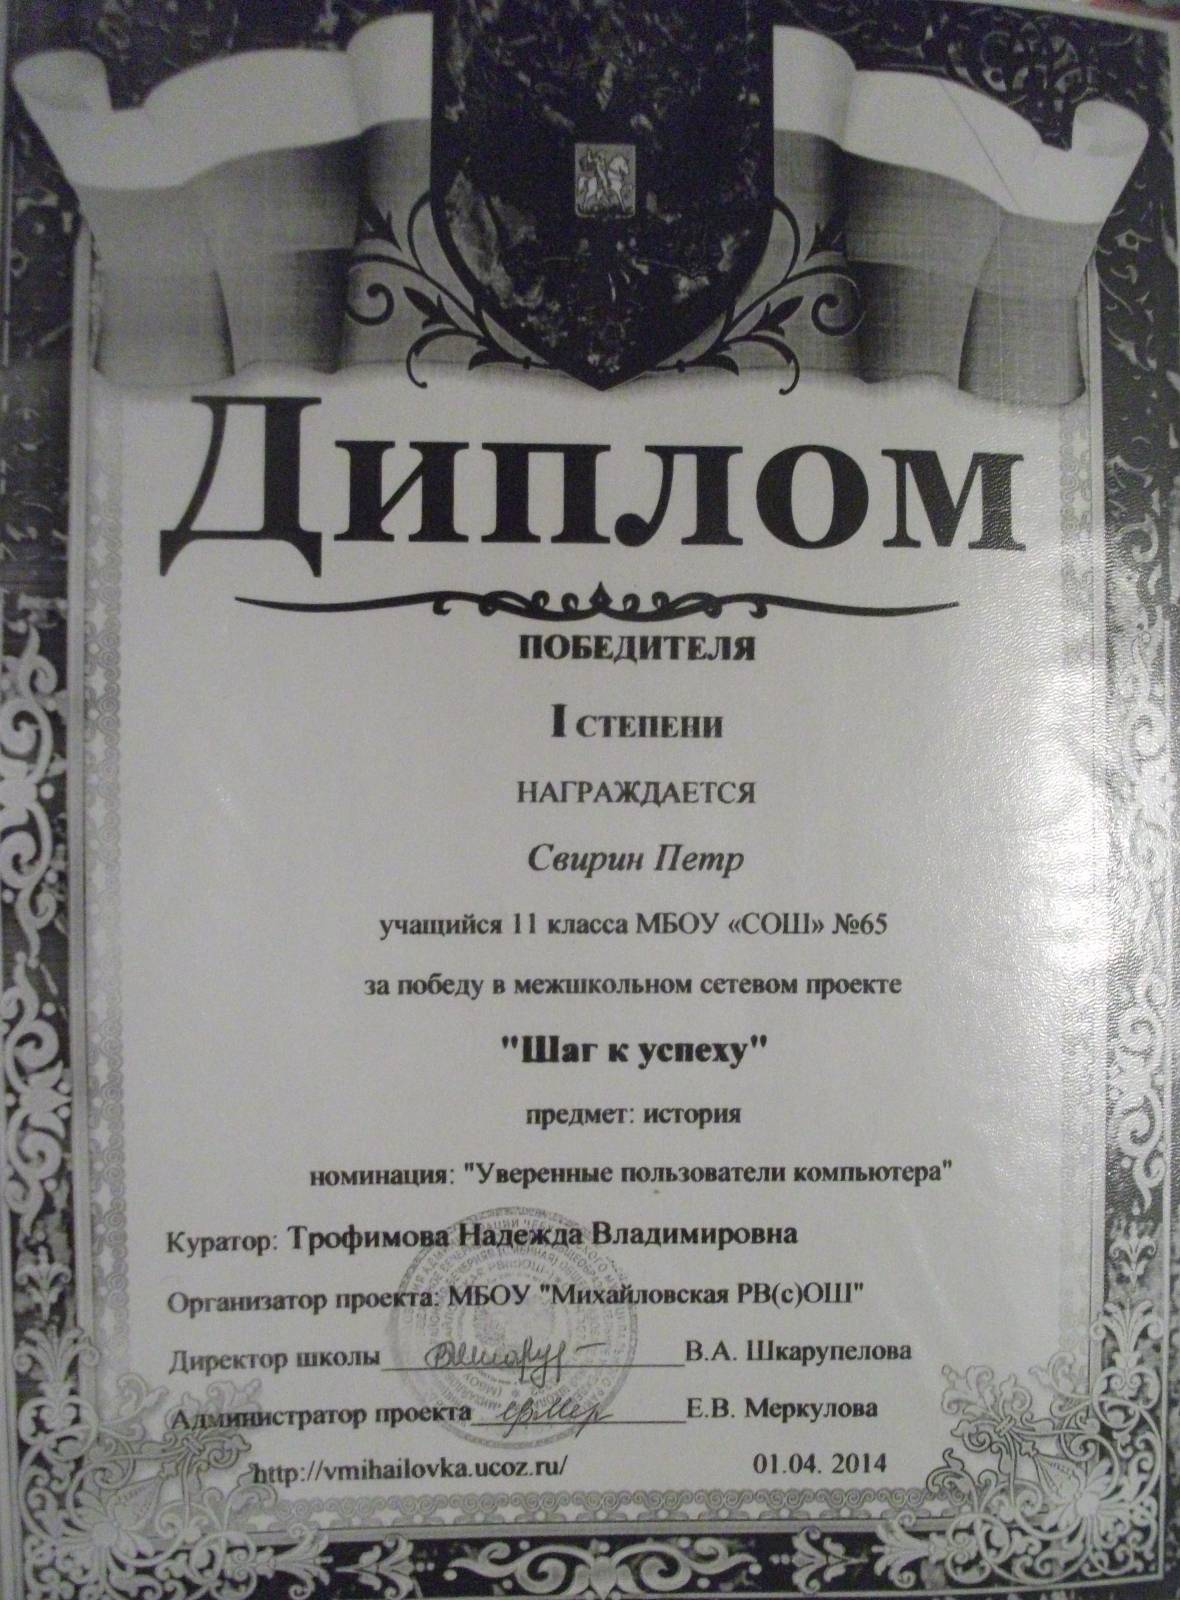 Диплом
ПОБЕДИТЕЛЯ
I СТЕПЕНИ
НАГРАЖДАЕТСЯ
Свирин Петр
учащийся 11 класса МБОУ «СОШ» №65
за победу в межшкольном сетевом проекте
"Шаг к успеху"
предмет: история
номинация: "Уверенные пользователи компьютера"
Куратор: Трофимова Надежда Владимировна
Организатор проекта: МБОУ "Михайловская РВ(с)ОШ"
Директор школы В.А. Шкарупелова
Администратор проекта Е.В. Меркулова
http://vmihailovka.ucoz.ru/ 01.04. 2014